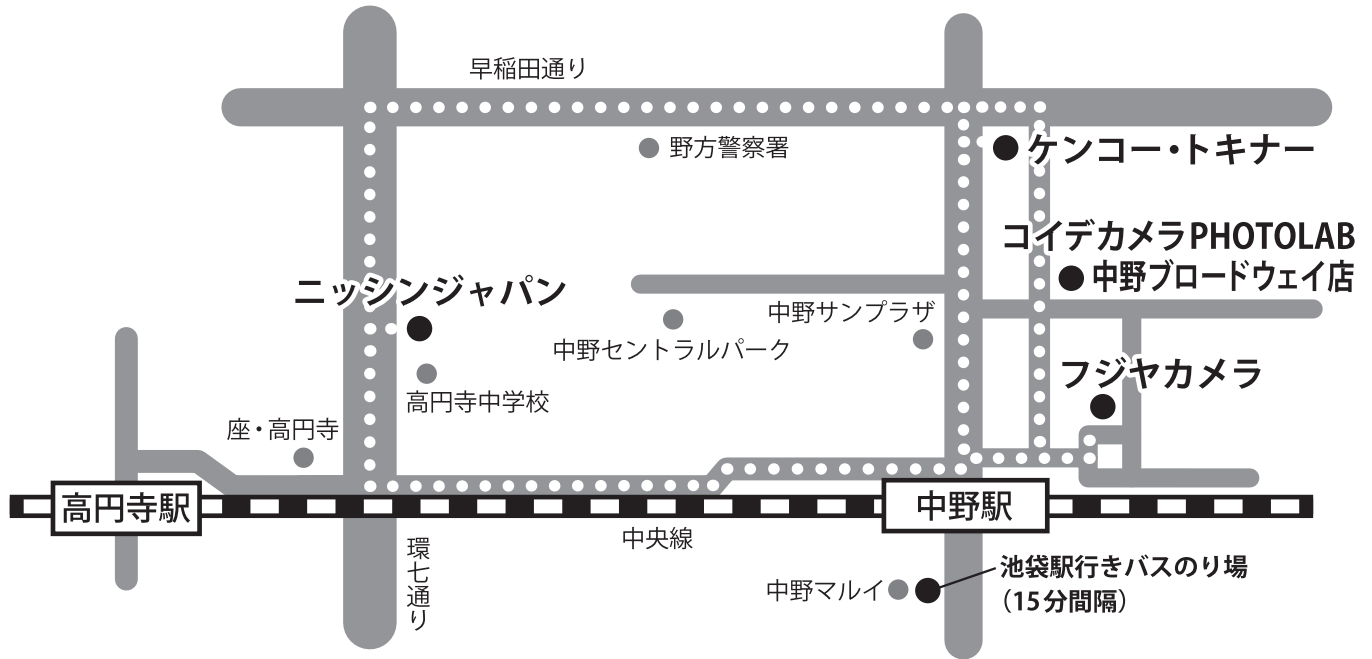 早稲田通り
野方警察署
ケンコー・トキナー
コイデカメラPHOTOLAB
中野ブロードウェイ店
ニッシンジャパン
中野サンプラザ
中野セントラルパーク
フジヤカメラ
高円寺中学校
座・高円寺
高円寺駅
中野駅
中央線
環七通り
中野マルイ
池袋駅行きバスのり場
（15分間隔）